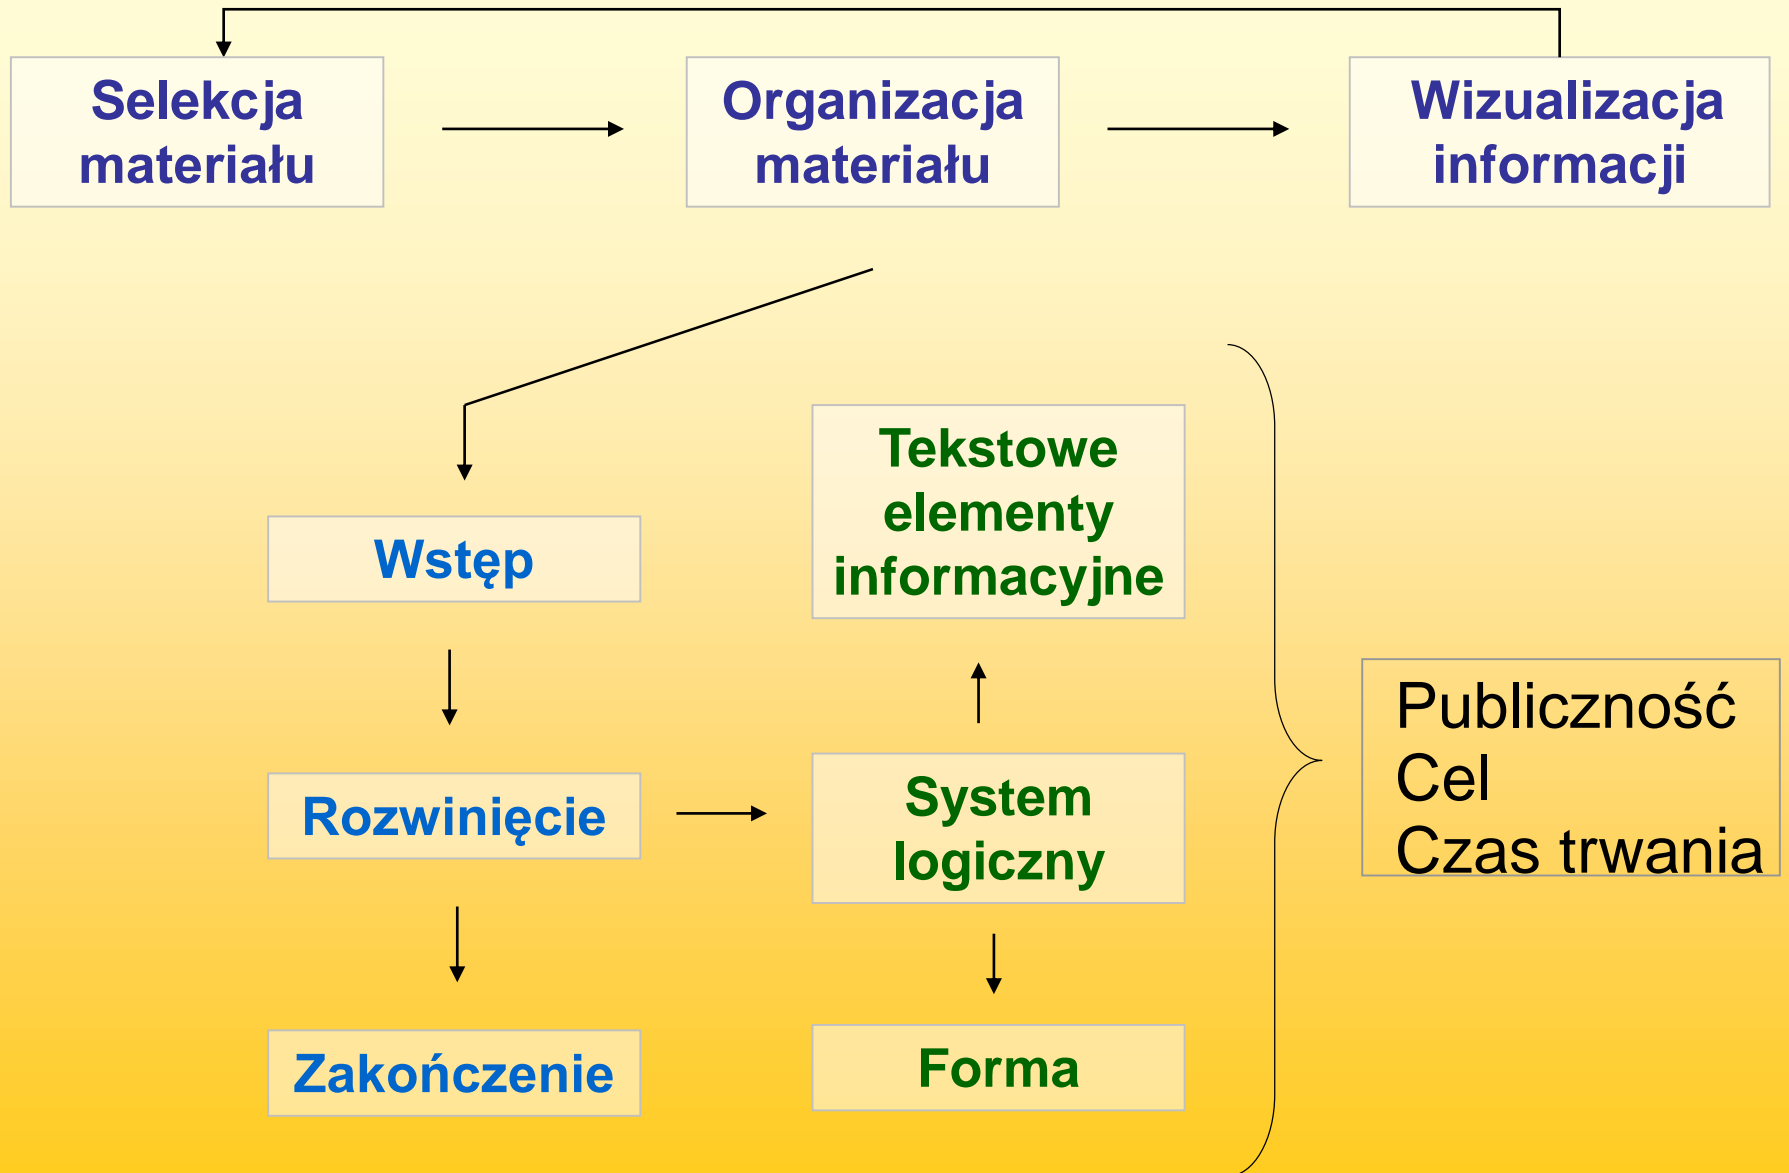 Selekcja
materiału
Organizacja
materiału
Wizualizacja
informacji
Wstęp
Tekstowe
elementy
informacyjne
Rozwinięcie
System
logiczny
Zakończenie
Forma
Publiczność
Cel
Czas trwania